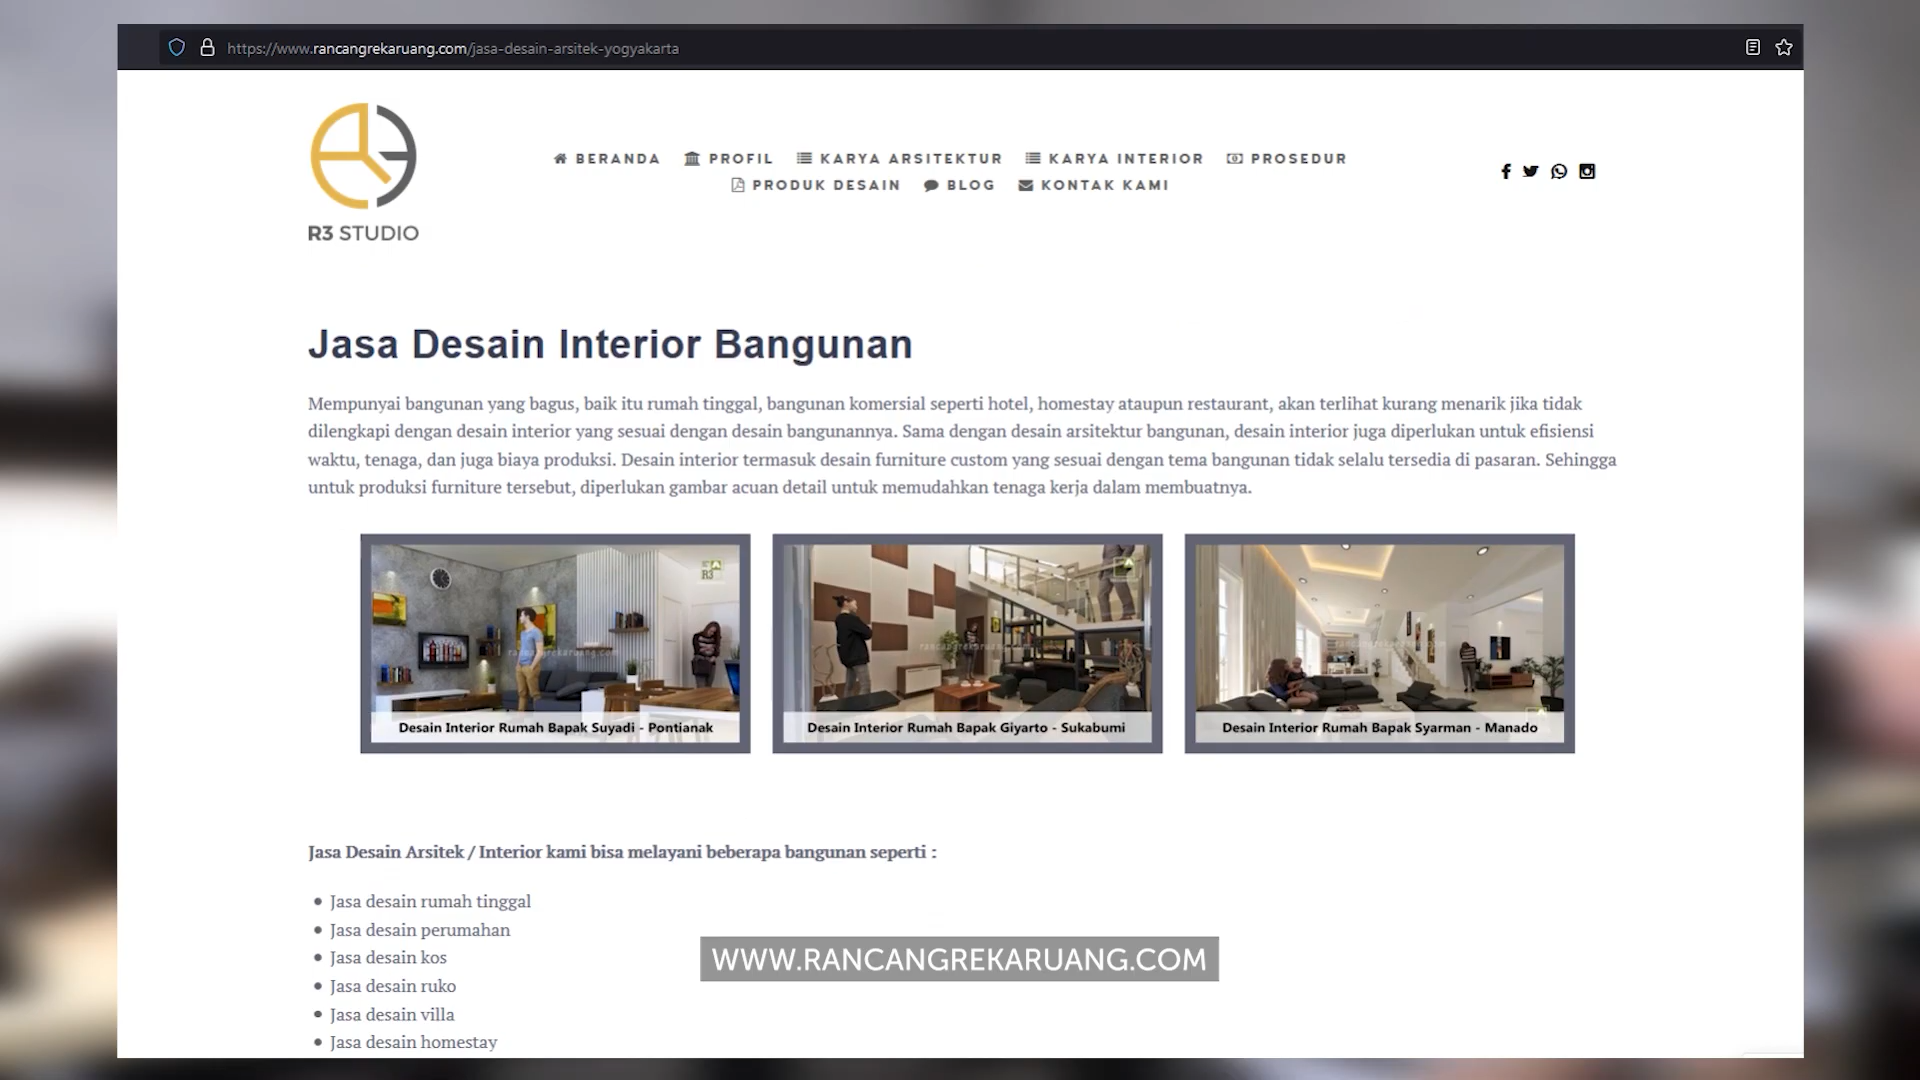 https://www.rancangrekaruang.com/jasa-desain-arsitek-yogyakarta
R3 STUDIO
BERANDA PROFIL KARYA ARSITEKTUR KARYA INTERIOR PROSEDUR
PRODUK DESAIN BLOG KONTAK KAMI
Jasa Desain Interior Bangunan
Mempunyai bangunan yang bagus, baik itu rumah tinggal, bangunan komersial seperti hotel, homestay ataupun restaurant, akan terlihat kurang menarik jika tidak
dilengkapi dengan desain interior yang sesuai dengan desain bangunannya. Sama dengan desain arsitektur bangunan, desain interior juga diperlukan untuk efisiensi
waktu, tenaga, dan juga biaya produksi. Desain interior termasuk desain furniture custom yang sesuai dengan tema bangunan tidak selalu tersedia di pasaran. Sehingga
untuk produksi furniture tersebut, diperlukan gambar acuan detail untuk memudahkan tenaga kerja dalam membuatnya.
R3
rancangrekaruang.com
Desain Interior Rumah Bapak Suyadi - Pontianak
Desain Interior Rumah Bapak Giyarto - Sukabumi
Desain Interior Rumah Bapak Syarman - Manado
Jasa Desain Arsitek / Interior kami bisa melayani beberapa bangunan seperti :
• Jasa desain rumah tinggal
• Jasa desain perumahan
• Jasa desain kos
• Jasa desain ruko
• Jasa desain villa
• Jasa desain homestay
WWW.RANCANGREKARUANG.COM